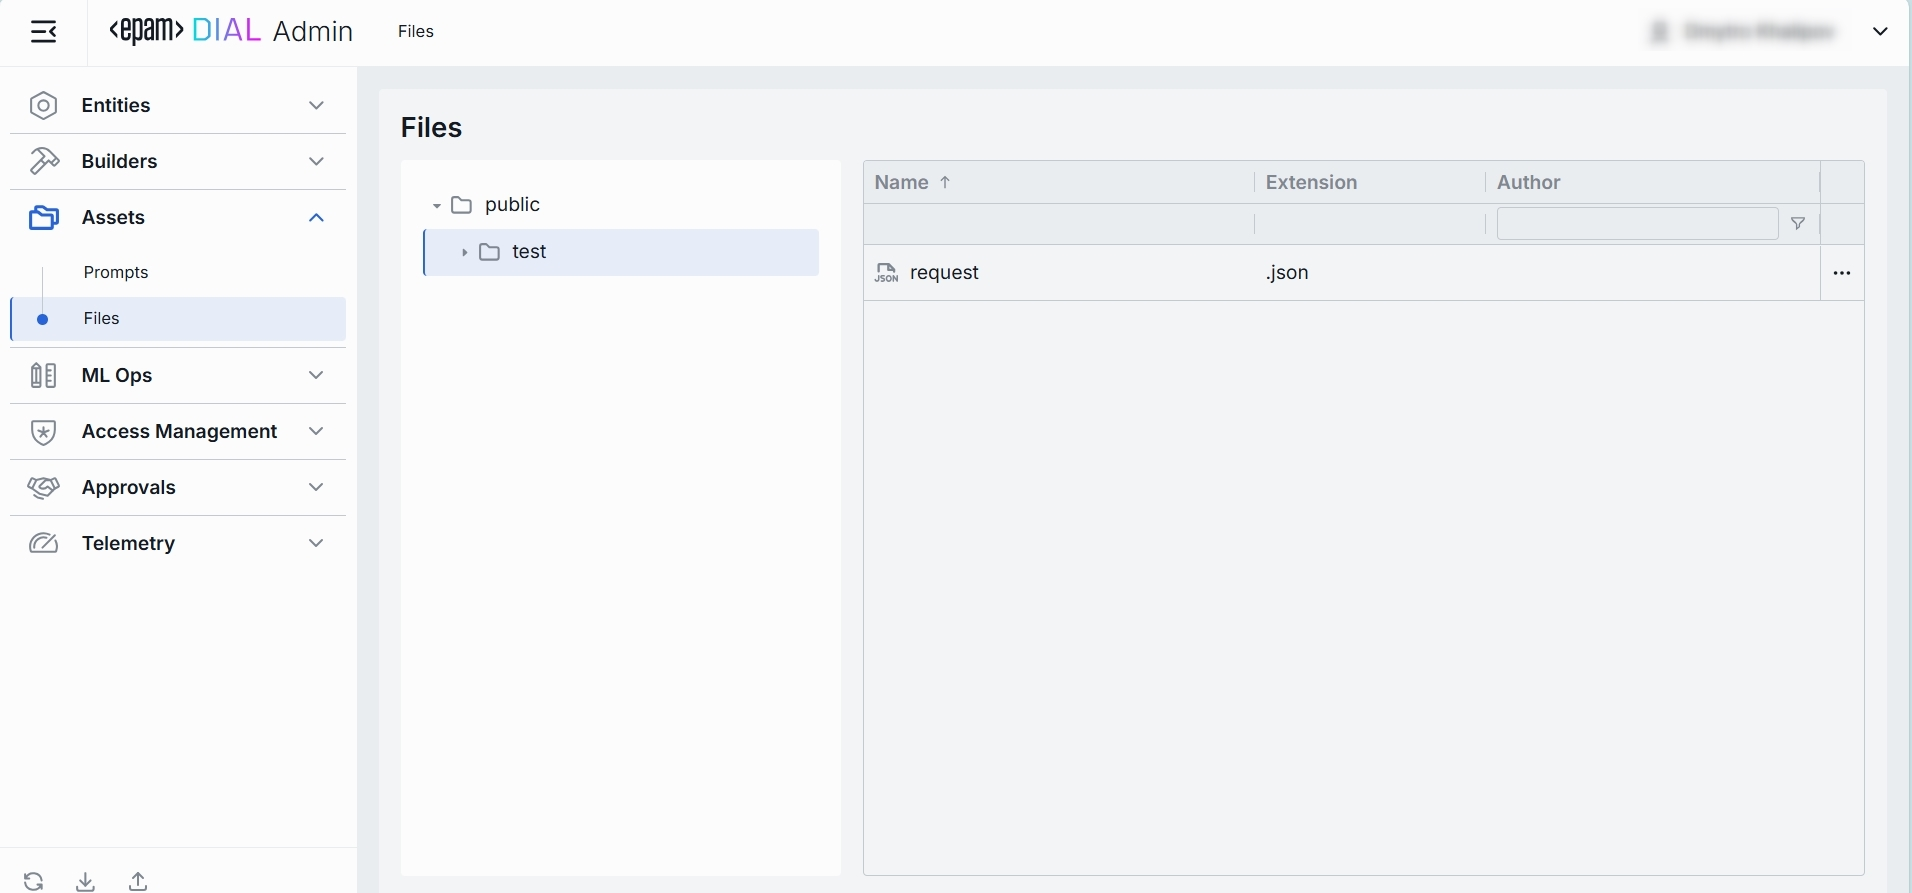 <epam> DIAL Admin
Files
Entities
Builders
Assets
Prompts
Files
ML Ops
Access Management
Approvals
Telemetry
Files
public
test
Name Extension Author
JSON request .json